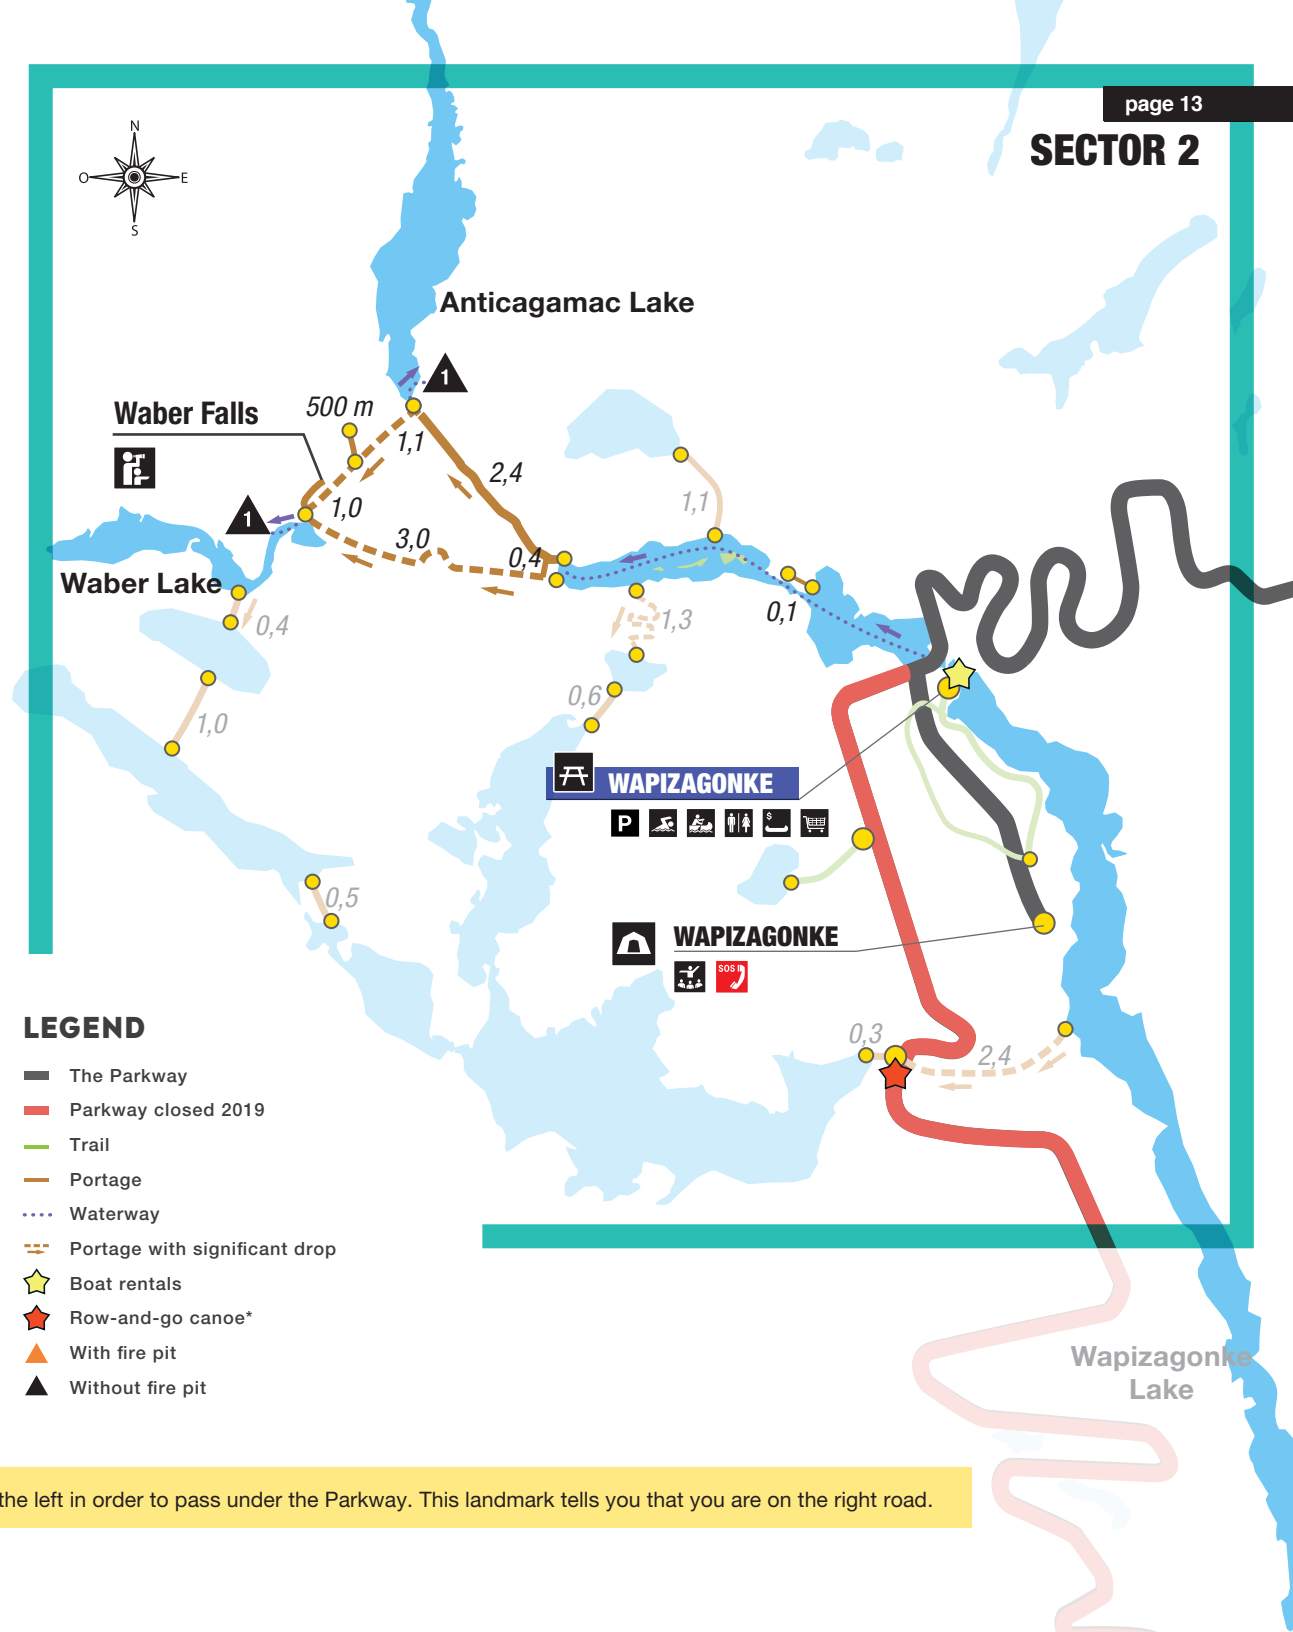 page 13
SECTOR 2
N
O
E
S
Anticagamac Lake
1
Waber Falls
500 m
1,1
2,4
1,0
1
1,1
3,0
0,4
Waber Lake
0,1
0,4
1,3
0,6
1,0
WAPIZAGONKE
P
$
0,5
WAPIZAGONKE
SOS
0,3
2,4
LEGEND
The Parkway
Parkway closed 2019
Trail
Portage
Waterway
Portage with significant drop
Boat rentals
Row-and-go canoe*
With fire pit
Without fire pit
Wapizagonke
Lake
the left in order to pass under the Parkway. This landmark tells you that you are on the right road.